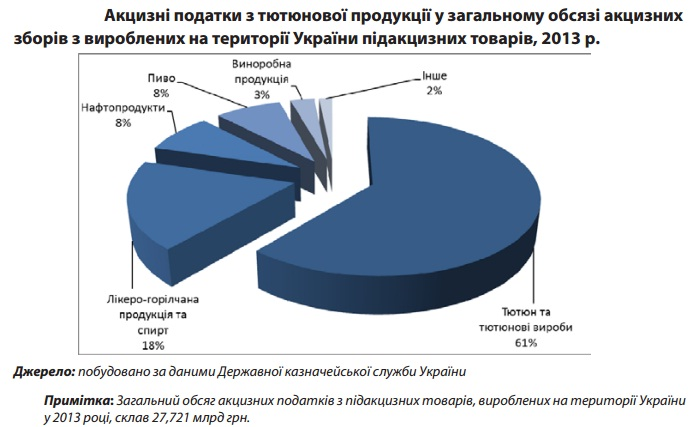 Акцизні податки з тютюнової продукції у загальному обсязі акцизних
зборів з вироблених на території України підакцизних товарів, 2013 р.
Виноробна
продукція
3%
Інше
2%
Пиво
8%
Нафтопродукти
8%
Лікеро-горілчана
продукція та
спирт
18%
Тютюн та
тютюнові вироби
61%
Джерело: побудовано за даними Державної казначейської служби України
Примітка: Загальний обсяг акцизних податків з підакцизних товарів, вироблених на території України
у 2013 році, склав 27,721 млрд грн.